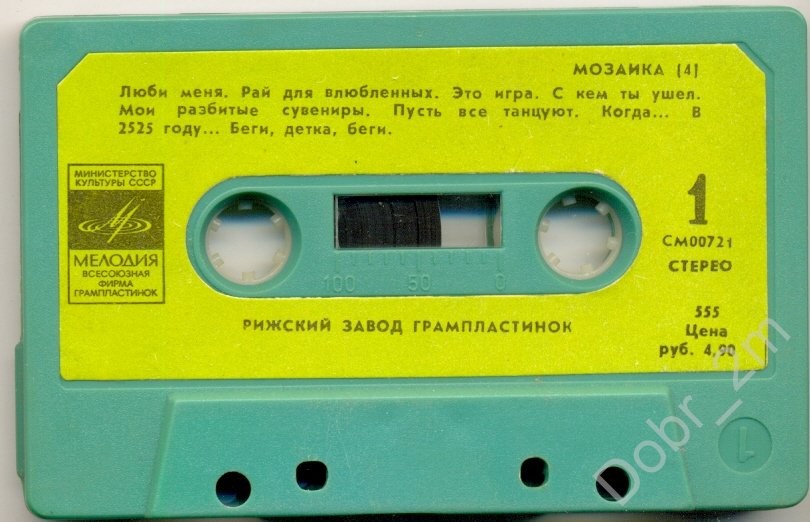 МОЗАИКА (4)
Люби меня. Рай для влюбленных. Это игра. С кем ты ушел.
Мои разбитые сувениры. Пусть все танцуют. Когда... В
2525 году... Беги, детка, беги.
МИНИСТЕРСТВО
КУЛЬТУРЫ СССР
МЕЛОДИЯ
ВСЕСОЮЗНАЯ
ФИРМА
ГРАМПЛАСТИНОК
1
СМ00721
СТЕРЕО
100 50 0
РИЖСКИЙ ЗАВОД ГРАМПЛАСТИНОК
555
Цена
руб. 4,90
1
Dobr_2m